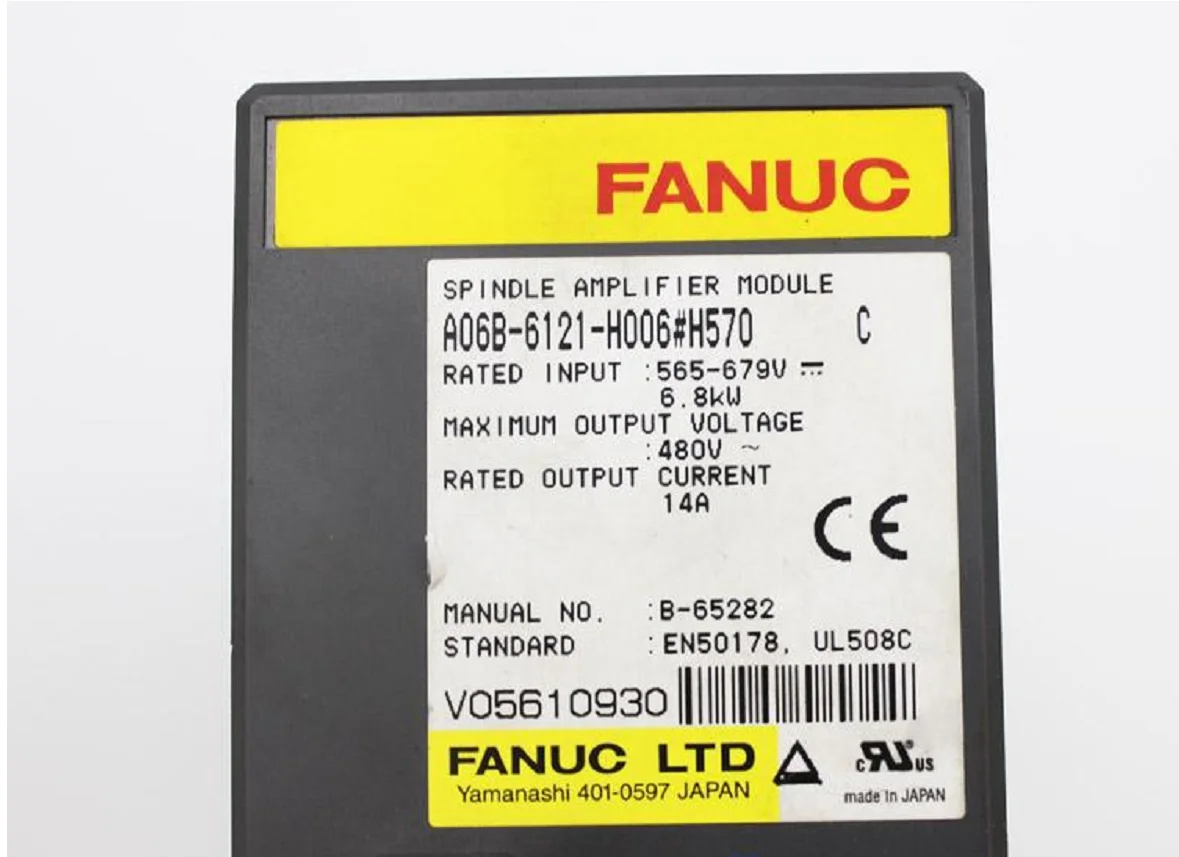 FANUC
SPINDLE AMPLIFIER MODULE
A06B-6121-H006#H570 C
RATED INPUT :565-679V ⎓
6.8kW
MAXIMUM OUTPUT VOLTAGE
:480V ~
RATED OUTPUT CURRENT
14A
CE
MANUAL NO. :B-65282
STANDARD :EN50178, UL508C
V05610930
FANUC LTD
Yamanashi 401-0597 JAPAN
c RU® US
made in JAPAN